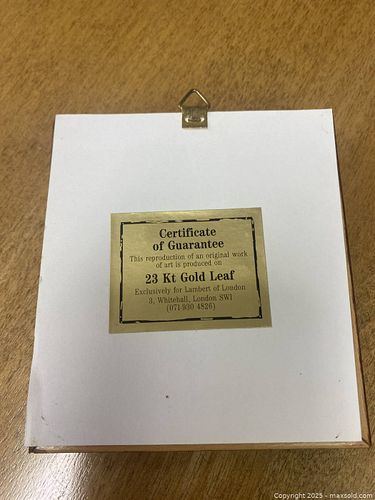 Certificate
of Guarantee
This reproduction of an original work
of art is produced on
23 Kt Gold Leaf
Exclusively for Lambert of London
3, Whitehall, London SW1
(071-930 4826)
Copyright © 2025 - maxsold.com